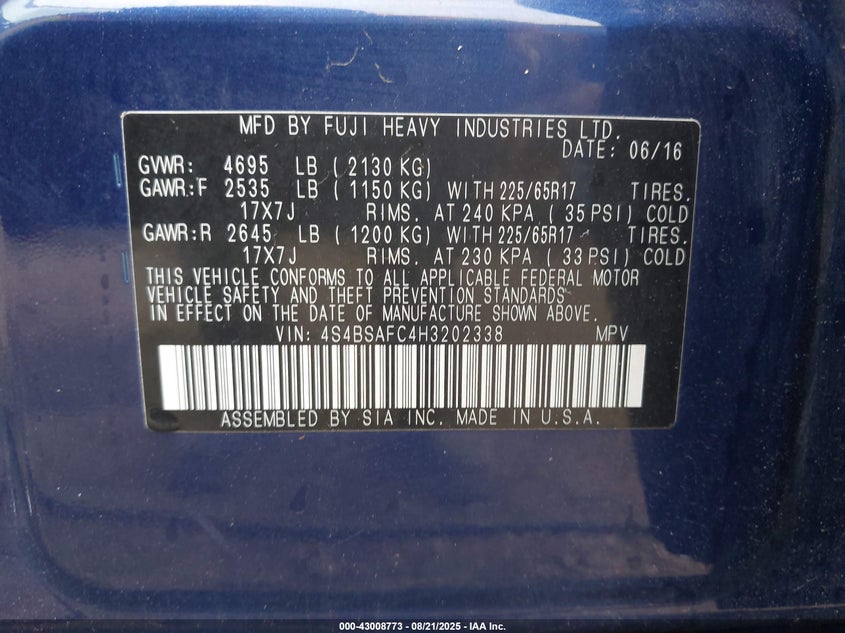 MFD BY FUJI HEAVY INDUSTRIES LTD.
DATE: 06/16
GVWR: 4695 LB ( 2130 KG)
GAWR:F 2535 LB ( 1150 KG) WITH 225/65R17 TIRES.
17X7J RIMS. AT 240 KPA ( 35 PSI) COLD
GAWR:R 2645 LB ( 1200 KG) WITH 225/65R17 TIRES.
17X7J RIMS. AT 230 KPA ( 33 PSI) COLD
THIS VEHICLE CONFORMS TO ALL APPLICABLE FEDERAL MOTOR
VEHICLE SAFETY AND THEFT PREVENTION STANDARDS
IN EFFECT ON THE DATE OF MANUFACTURE SHOWN ABOVE.
VIN: 4S4BSAFC4H3202338 MPV
ASSEMBLED BY SIA INC. MADE IN U.S.A.
000-43008773 - 08/21/2025 - IAA Inc.